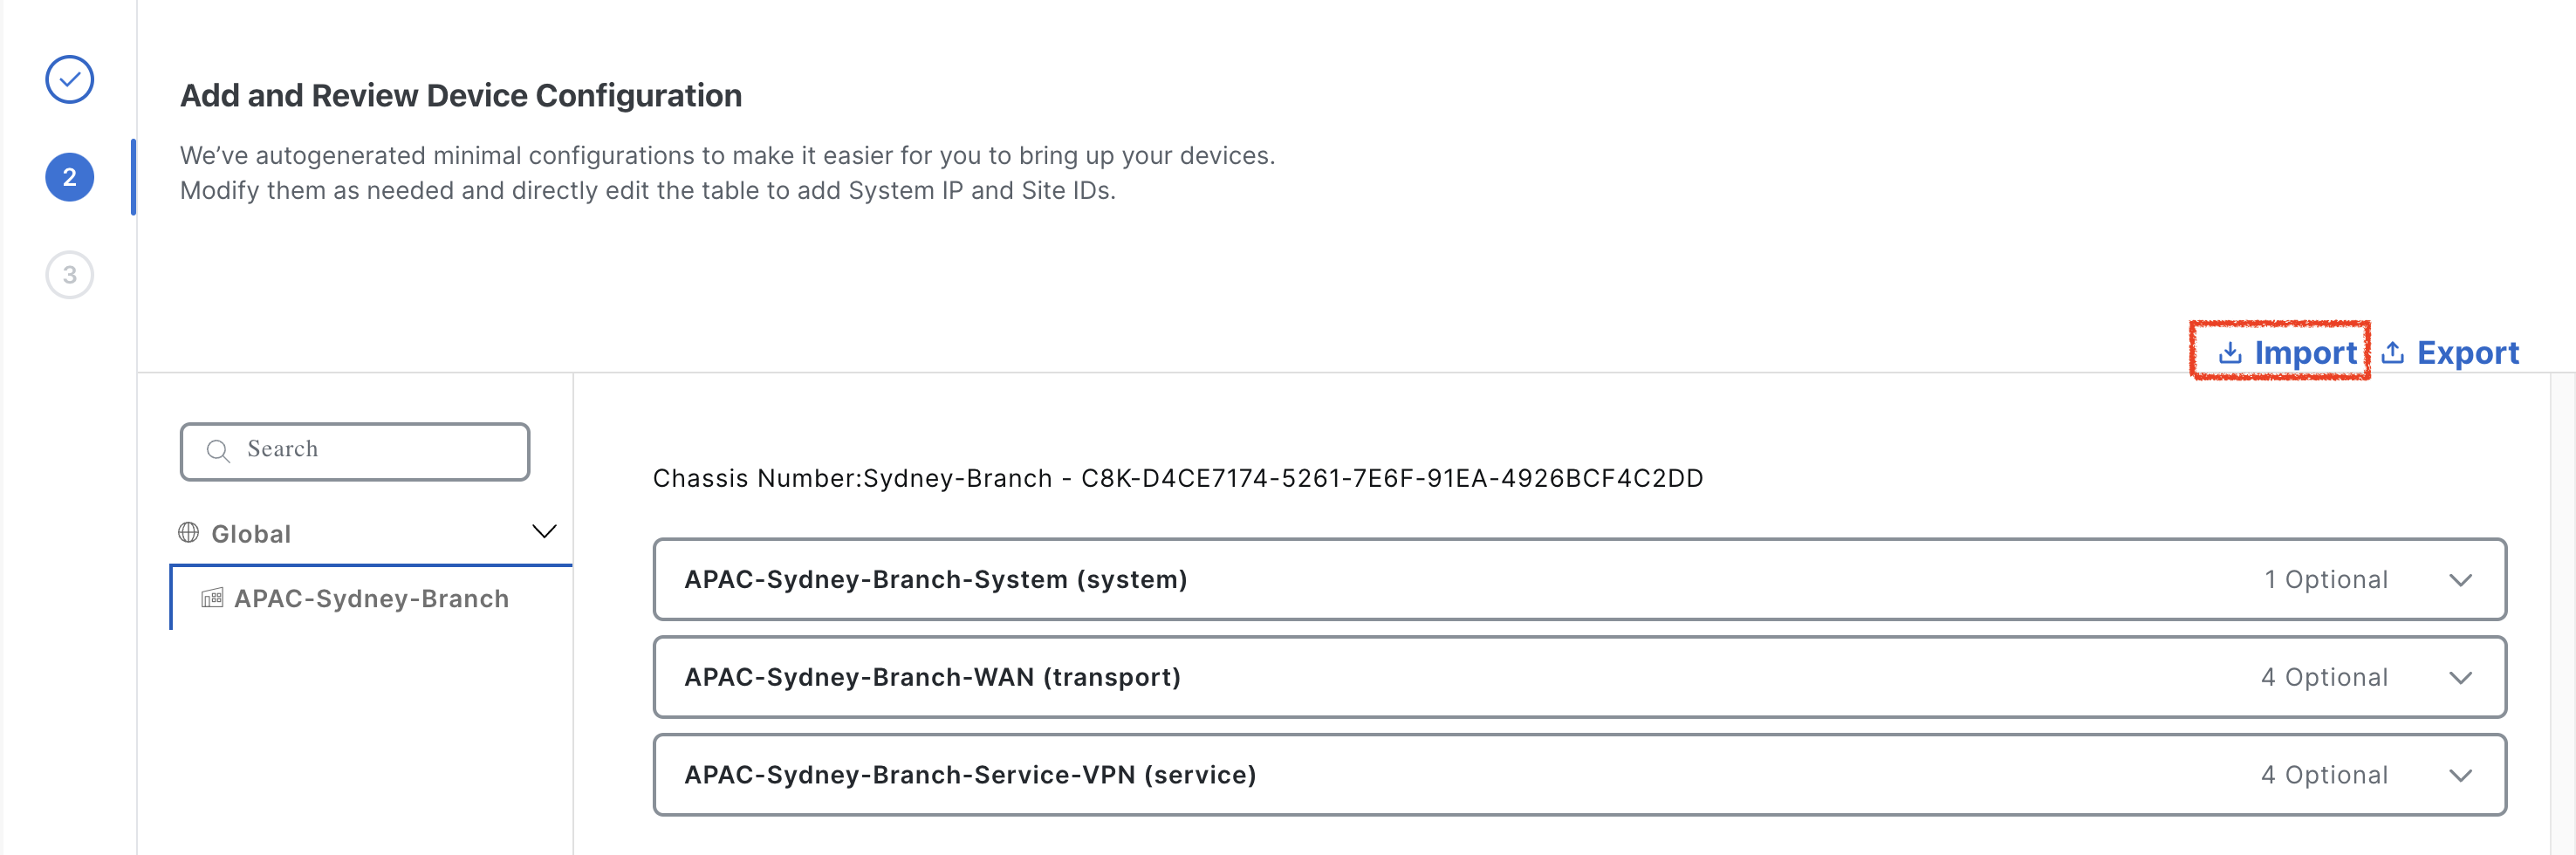 Add and Review Device Configuration
We’ve autogenerated minimal configurations to make it easier for you to bring up your devices.
2
Modify them as needed and directly edit the table to add System IP and Site IDs.
3
Import
Export
Search
Chassis Number:Sydney-Branch - C8K-D4CE7174-5261-7E6F-91EA-4926BCF4C2DD
Global
APAC-Sydney-Branch-System (system) 1 Optional
APAC-Sydney-Branch
APAC-Sydney-Branch-WAN (transport) 4 Optional
APAC-Sydney-Branch-Service-VPN (service) 4 Optional